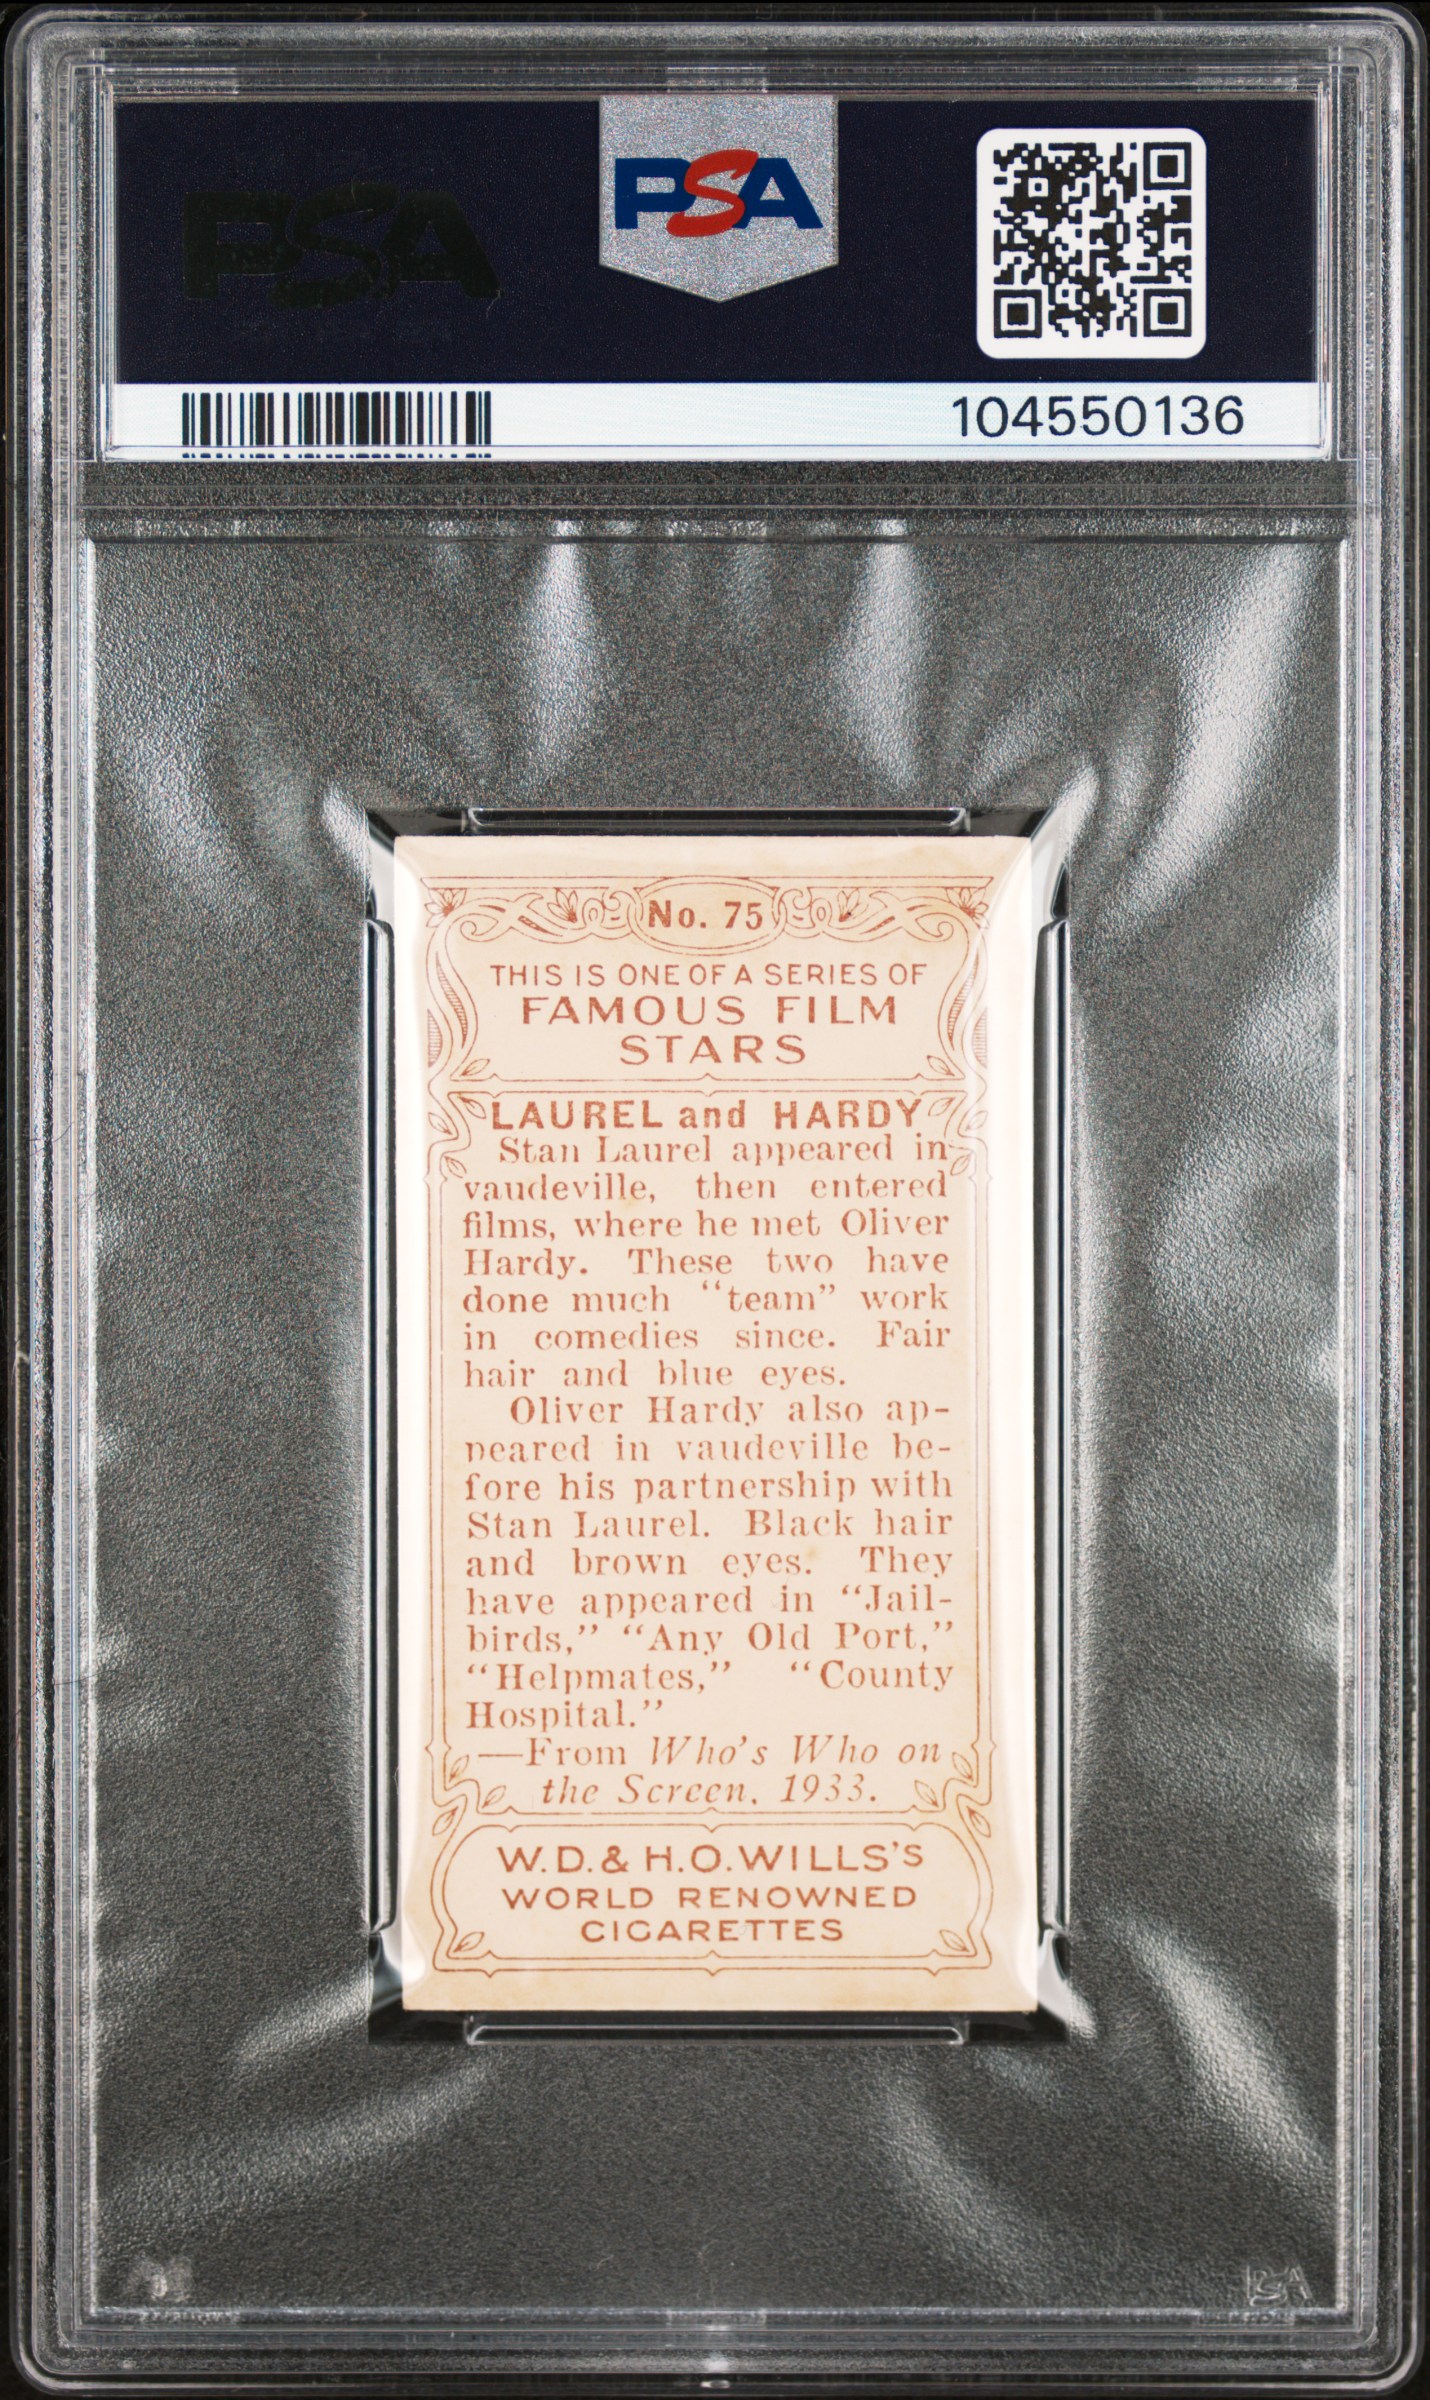 PSA
PSA
104550136
No. 75
THIS IS ONE OF A SERIES OF
FAMOUS FILM
STARS
LAUREL and HARDY
Stan Laurel appeared in
vaudeville, then entered
films, where he met Oliver
Hardy. These two have
done much “team” work
in comedies since. Fair
hair and blue eyes.
Oliver Hardy also ap-
peared in vaudeville be-
fore his partnership with
Stan Laurel. Black hair
and brown eyes. They
have appeared in “Jail-
birds,” “Any Old Port,”
“Helpmates,” “County
Hospital.”
—From Who's Who on
the Screen, 1933.
W.D. & H.O. WILLS'S
WORLD RENOWNED
CIGARETTES
PSA